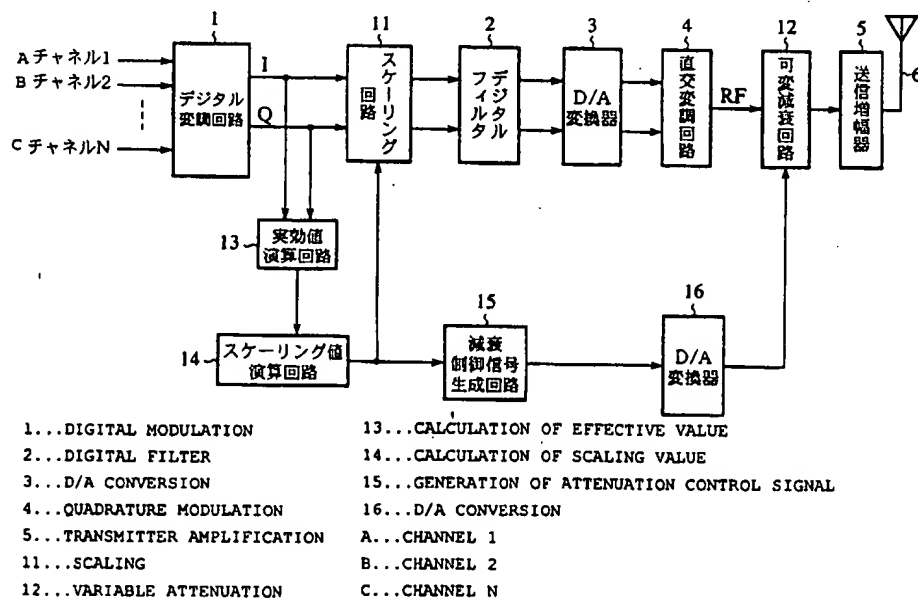 1
11
2
3
4
12
5
6
A チャネル1
B チャネル2
C チャネルN
デジタル
変調回路
I
Q
スケーリング
回路
デジタル
フィルタ
D/A
変換器
直交変調回路
RF
可変減衰回路
送信増幅器
13
実効値
演算回路
14
スケーリング値
演算回路
15
減衰
制御信号
生成回路
16
D/A
変換器
1...DIGITAL MODULATION
2...DIGITAL FILTER
3...D/A CONVERSION
4...QUADRATURE MODULATION
5...TRANSMITTER AMPLIFICATION
11...SCALING
12...VARIABLE ATTENUATION
13...CALCULATION OF EFFECTIVE VALUE
14...CALCULATION OF SCALING VALUE
15...GENERATION OF ATTENUATION CONTROL SIGNAL
16...D/A CONVERSION
A...CHANNEL 1
B...CHANNEL 2
C...CHANNEL N